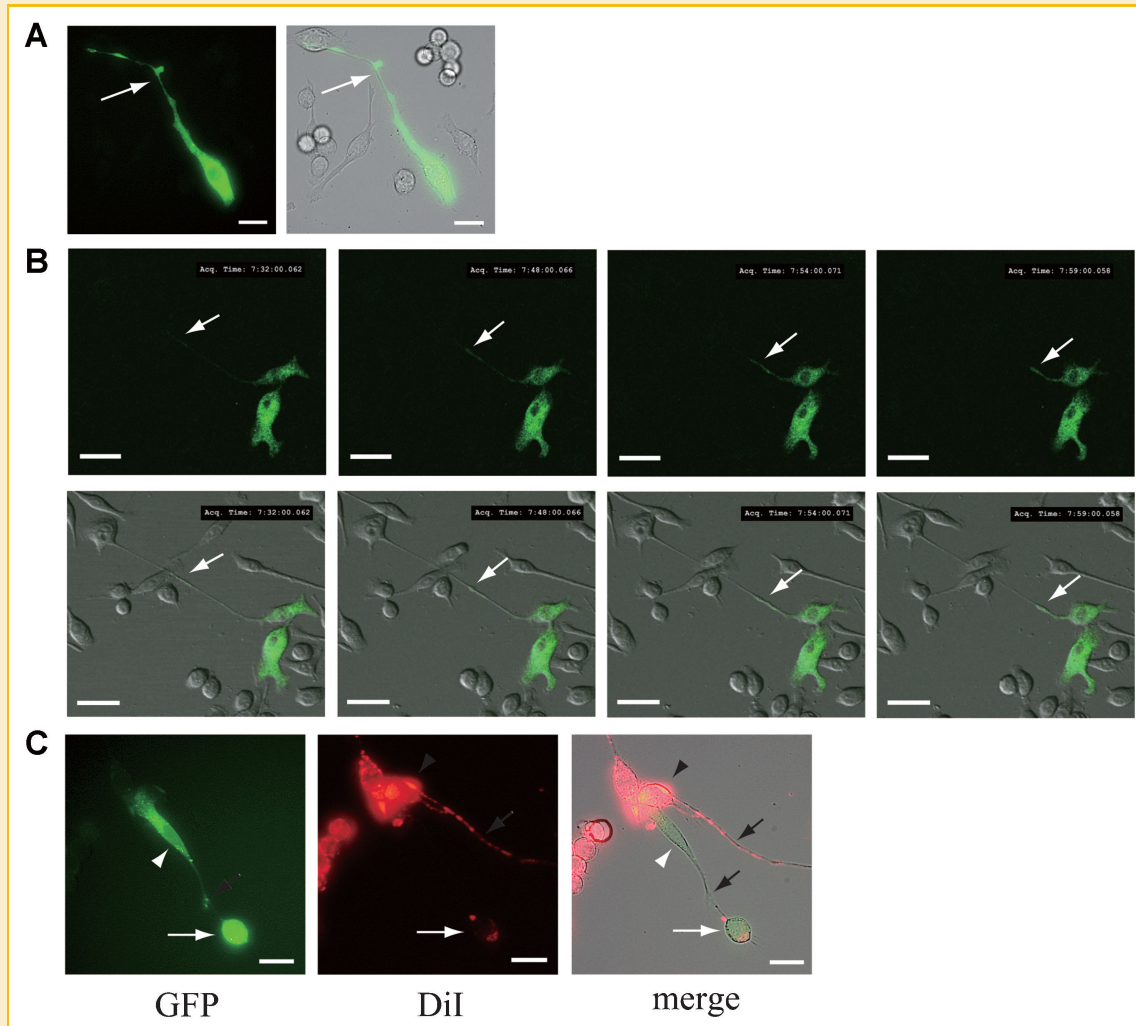 A
B
Acq. Time: 7:32:00.062
Acq. Time: 7:48:00.066
Acq. Time: 7:54:00.071
Acq. Time: 7:59:00.058
Acq. Time: 7:32:00.062
Acq. Time: 7:48:00.066
Acq. Time: 7:54:00.071
Acq. Time: 7:59:00.058
C
GFP
DiI
merge